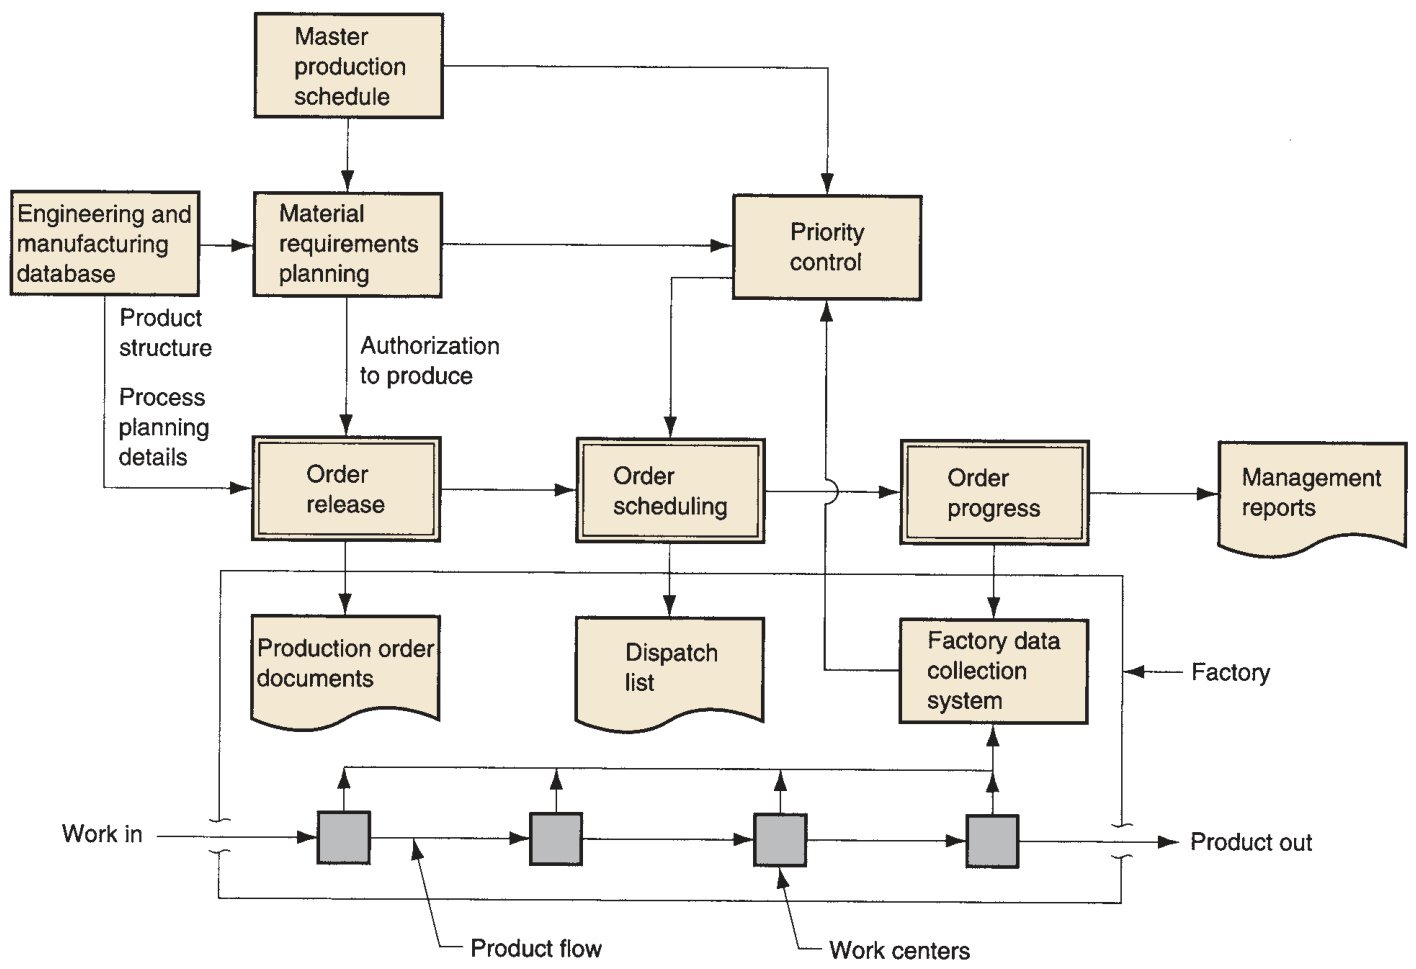 Master
production
schedule
Engineering and
manufacturing
database
Material
requirements
planning
Priority
control
Product
structure
Authorization
to produce
Process
planning
details
Order
release
Order
scheduling
Order
progress
Management
reports
Production order
documents
Dispatch
list
Factory data
collection
system
Factory
Work in
Product out
Product flow
Work centers